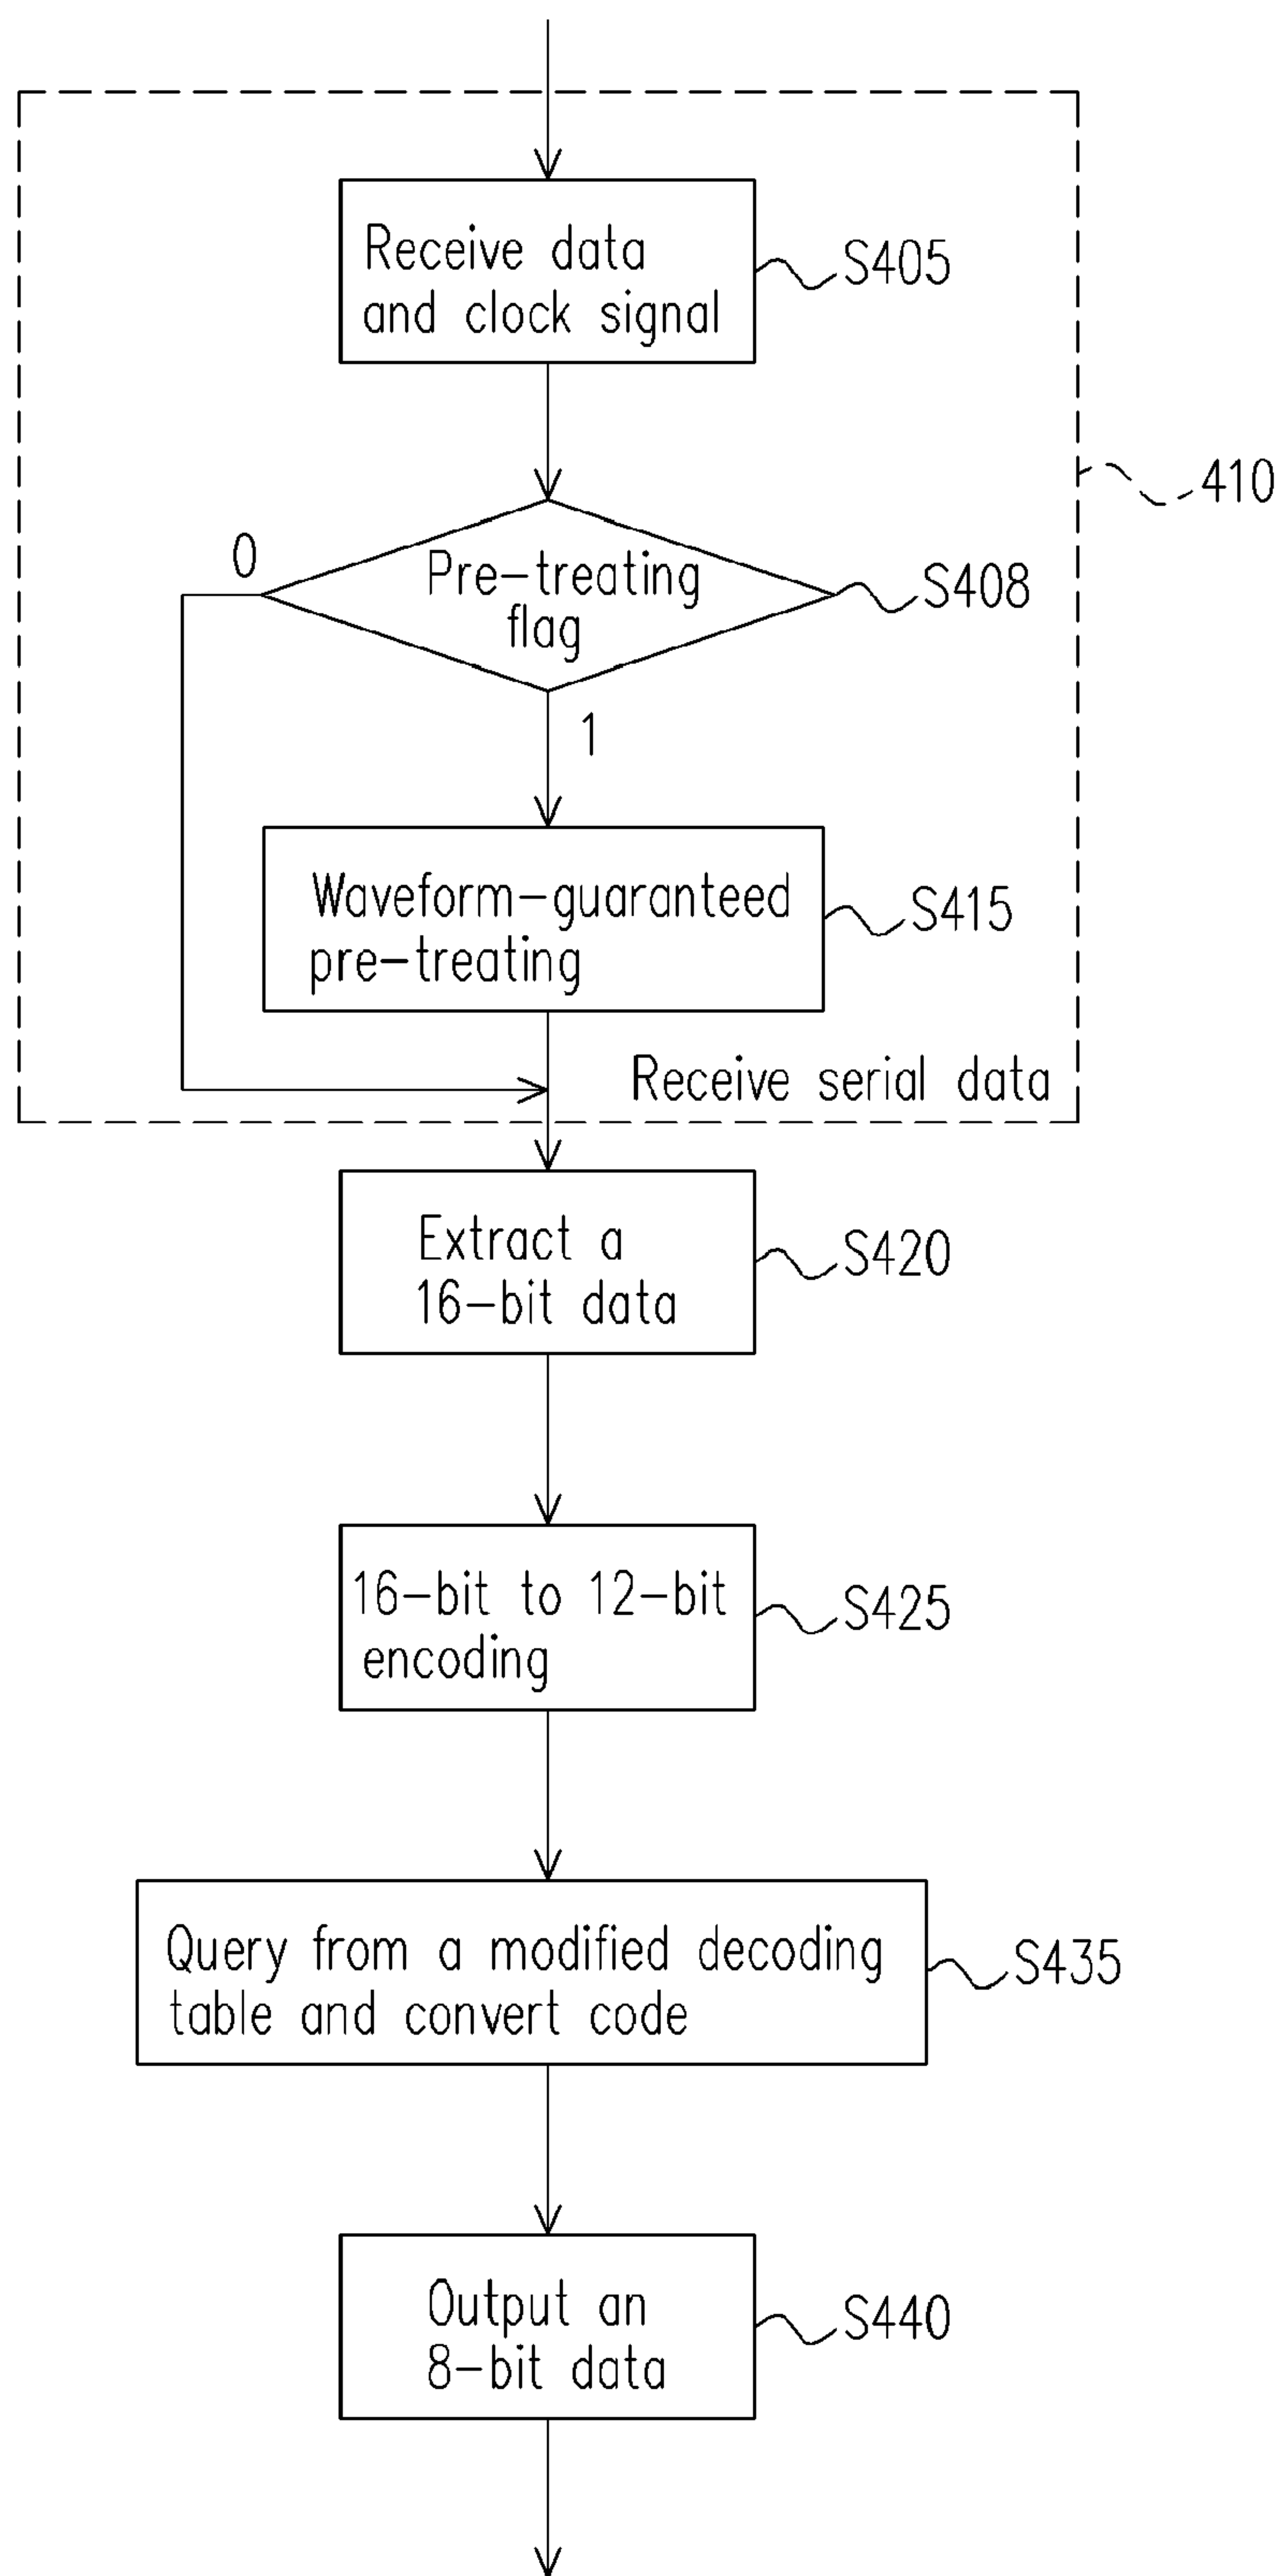 Receive data
and clock signal
S405
410
0
Pre-treating
flag
S408
1
Waveform-guaranteed
pre-treating
S415
Receive serial data
Extract a
16-bit data
S420
16-bit to 12-bit
encoding
S425
Query from a modified decoding
table and convert code
S435
Output an
8-bit data
S440